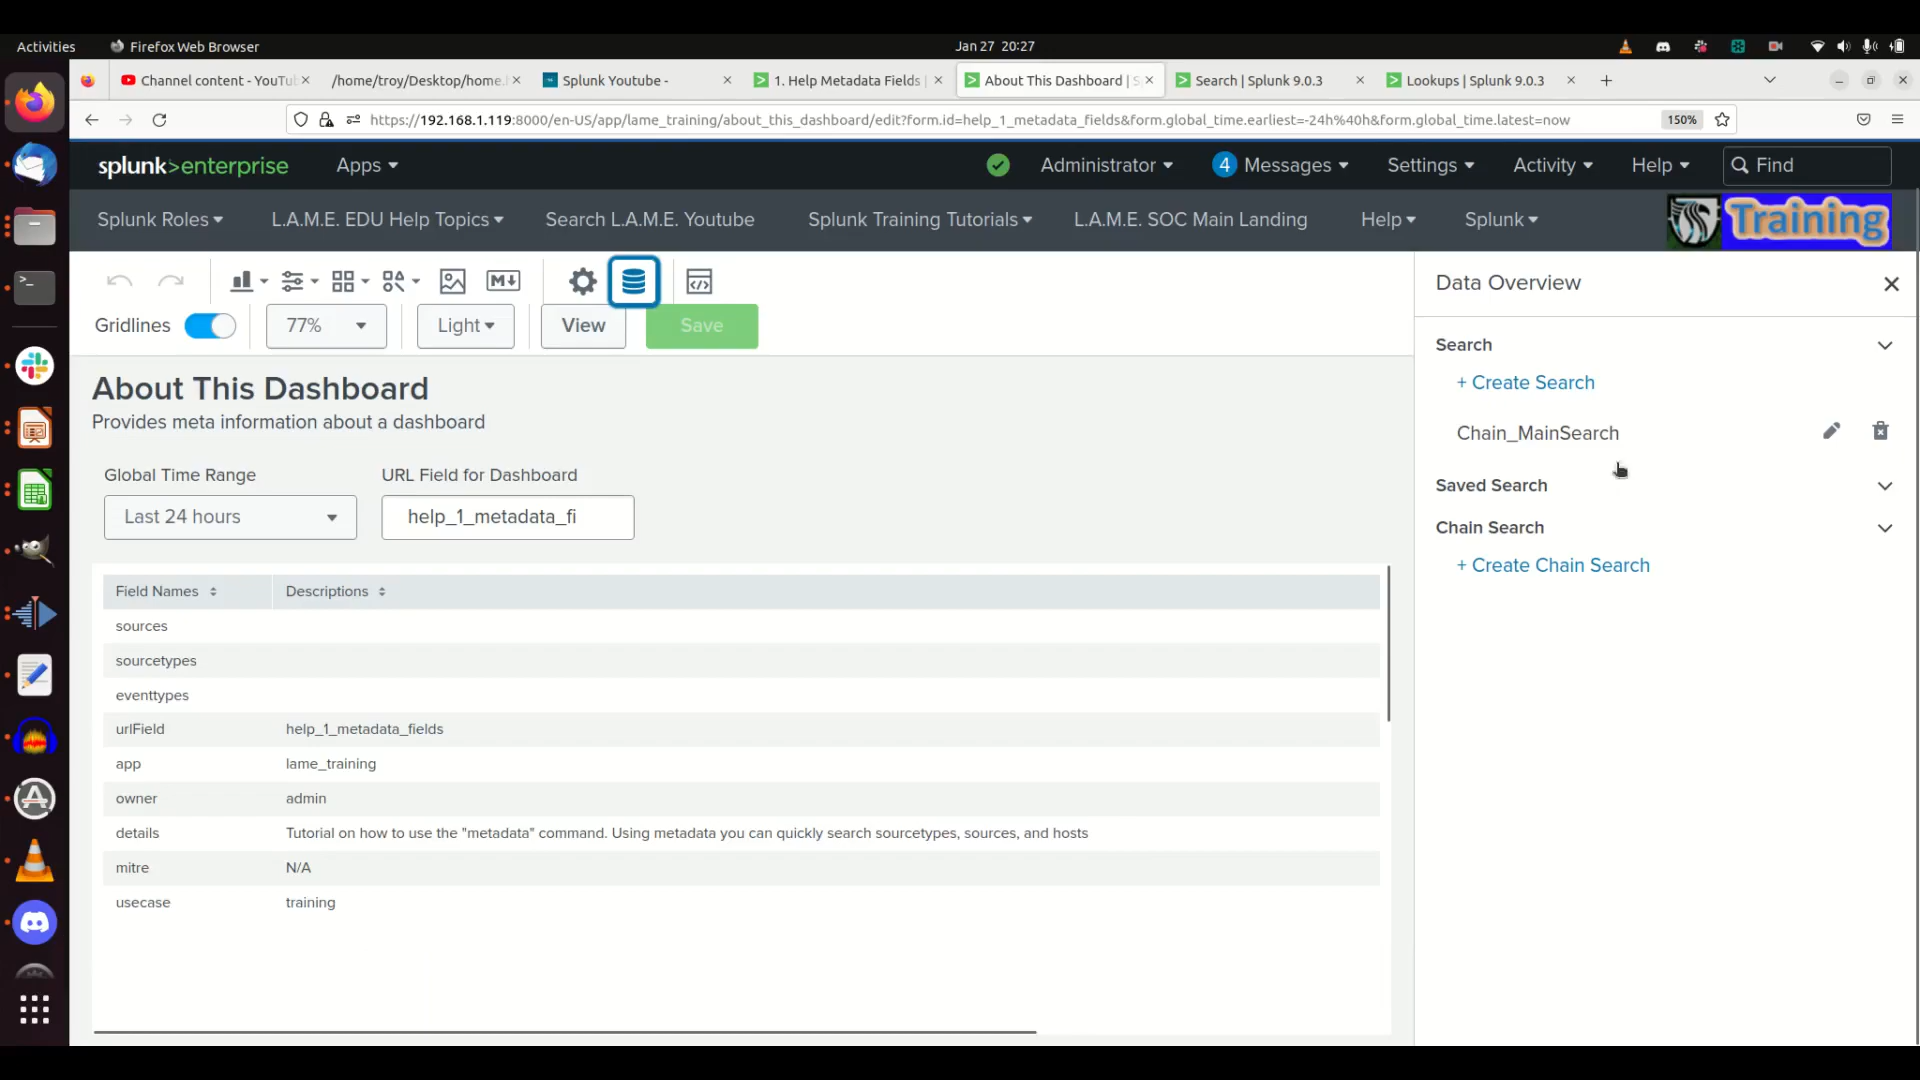 Activities
Firefox Web Browser
Jan 27 20:27
Channel content - YouTu
/home/troy/Desktop/home.
Splunk Youtube -
1. Help Metadata Fields |
About This Dashboard | S
Search | Splunk 9.0.3
Lookups | Splunk 9.0.3
https://192.168.1.119:8000/en-US/app/lame_training/about_this_dashboard/edit?form.id=help_1_metadata_fields&form.global_time.earliest=-24h%40h&form.global_time.latest=now
150%
splunk>enterprise
Apps
Administrator
4 Messages
Settings
Activity
Help
Find
Splunk Roles
L.A.M.E. EDU Help Topics
Search L.A.M.E. Youtube
Splunk Training Tutorials
L.A.M.E. SOC Main Landing
Help
Splunk
Training
Gridlines
77%
Light
View
Save
About This Dashboard
Provides meta information about a dashboard
Global Time Range
URL Field for Dashboard
Last 24 hours
help_1_metadata_fi
Field Names
Descriptions
sources
sourcetypes
eventtypes
urlField
help_1_metadata_fields
app
lame_training
owner
admin
details
Tutorial on how to use the "metadata" command. Using metadata you can quickly search sourcetypes, sources, and hosts
mitre
N/A
usecase
training
Data Overview
Search
+ Create Search
Chain_MainSearch
Saved Search
Chain Search
+ Create Chain Search